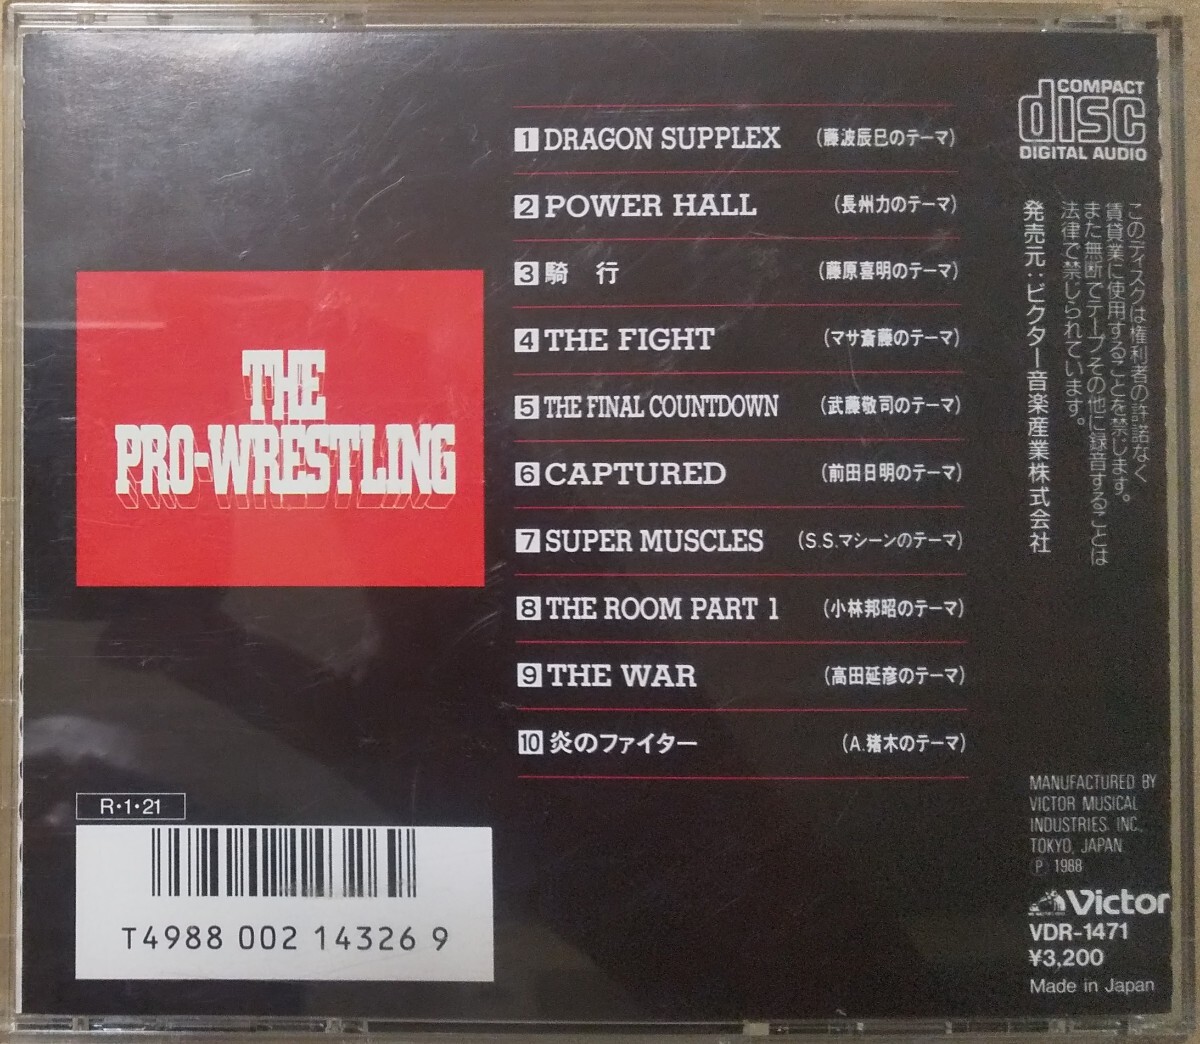 THE
PRO-WRESTLING
1 DRAGON SUPPLEX (藤波辰巳のテーマ)
2 POWER HALL (長州力のテーマ)
3 騎 行 (藤原喜明のテーマ)
4 THE FIGHT (マサ斎藤のテーマ)
5 THE FINAL COUNTDOWN (武藤敬司のテーマ)
6 CAPTURED (前田日明のテーマ)
7 SUPER MUSCLES (S.S.マシーンのテーマ)
8 THE ROOM PART 1 (小林邦昭のテーマ)
9 THE WAR (高田延彦のテーマ)
10 炎のファイター (A.猪木のテーマ)
COMPACT
disc
DIGITAL AUDIO
このディスクは権利者の許諾なく
賃貸業に使用することを禁じます。
また無断でテープその他に録音することは
法律で禁じられています。
発売元:ビクター音楽産業株式会社
R・1・21
T4988 002 14326 9
MANUFACTURED BY
VICTOR MUSICAL
INDUSTRIES, INC.,
TOKYO, JAPAN
Ⓟ 1988
Victor
VDR-1471
¥3,200
Made in Japan